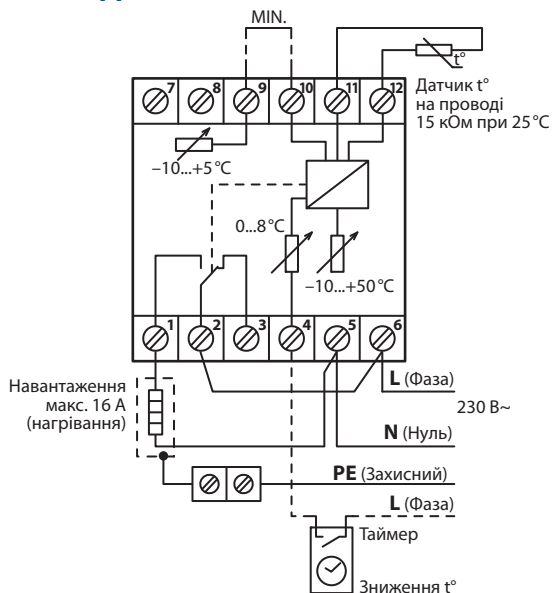 MIN.
7 8 9 10 11 12
t°
Датчик t°
на проводі
15 кОм при 25 °C
–10...+5 °C
0...8 °C
–10...+50 °C
1 2 3 4 5 6
Навантаження
макс. 16 А
(нагрівання)
L (Фаза)
230 В~
N (Нуль)
PE (Захисний)
L (Фаза)
Таймер
Зниження t°